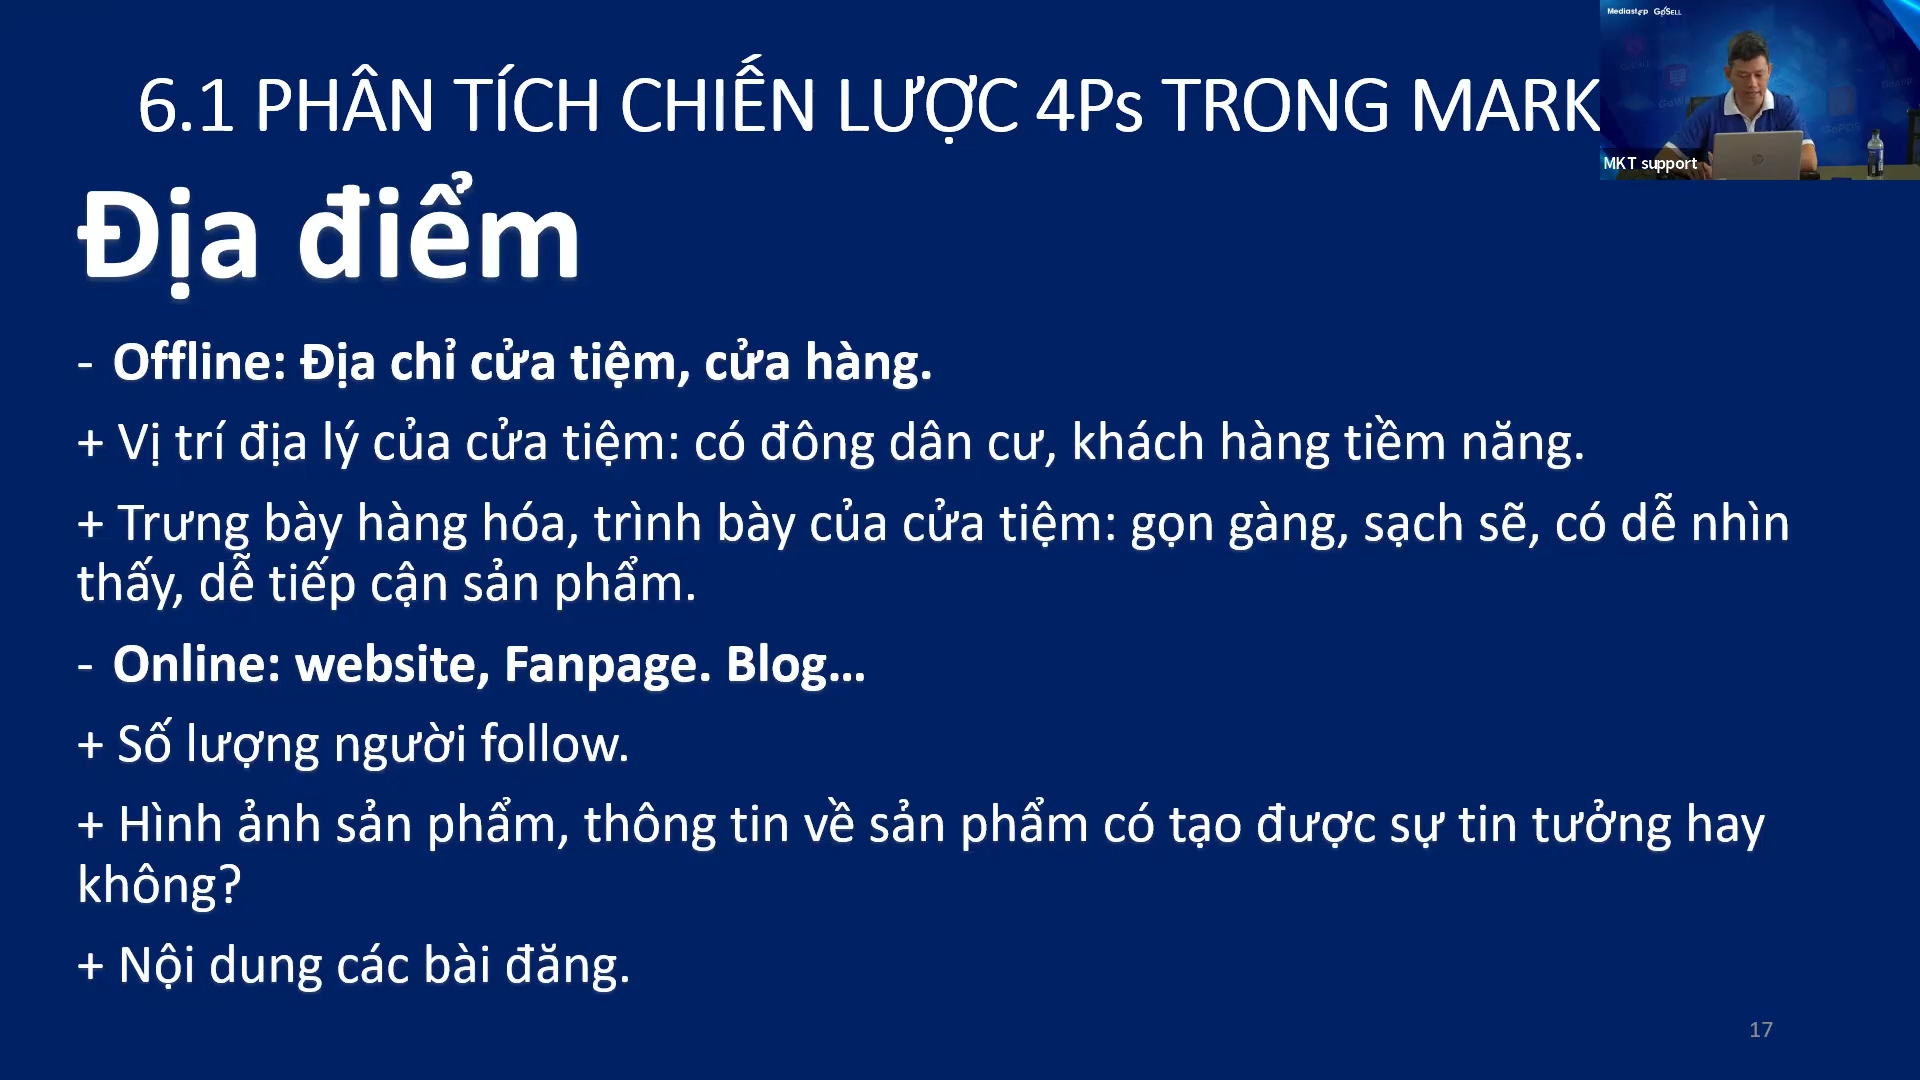 Mediastep GoSELL
6.1 PHÂN TÍCH CHIẾN LƯỢC 4Ps TRONG MARK
MKT support
Địa điểm
- Offline: Địa chỉ cửa tiệm, cửa hàng.
+ Vị trí địa lý của cửa tiệm: có đông dân cư, khách hàng tiềm năng.
+ Trưng bày hàng hóa, trình bày của cửa tiệm: gọn gàng, sạch sẽ, có dễ nhìn
thấy, dễ tiếp cận sản phẩm.
- Online: website, Fanpage. Blog...
+ Số lượng người follow.
+ Hình ảnh sản phẩm, thông tin về sản phẩm có tạo được sự tin tưởng hay
không?
+ Nội dung các bài đăng.
17